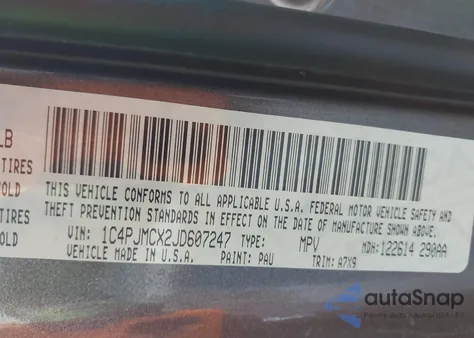 LB
TIRES
OLD
TIRES
OLD
THIS VEHICLE CONFORMS TO ALL APPLICABLE U.S.A. FEDERAL MOTOR VEHICLE SAFETY AND
THEFT PREVENTION STANDARDS IN EFFECT ON THE DATE OF MANUFACTURE SHOWN ABOVE.
VIN: 1C4PJMCX2JD607247 TYPE: MPV MDH: 122614 290AA
VEHICLE MADE IN U.S.A. PAINT: PAU TRIM: A7X9
autoSnap